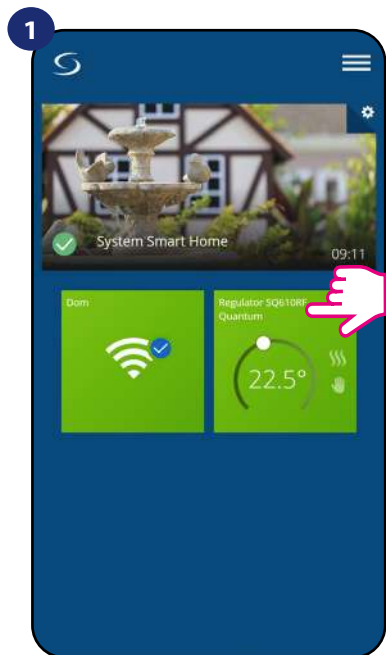 1
System Smart Home
09:11
Dom
Regulator SQ610RF
Quantum
22.5°